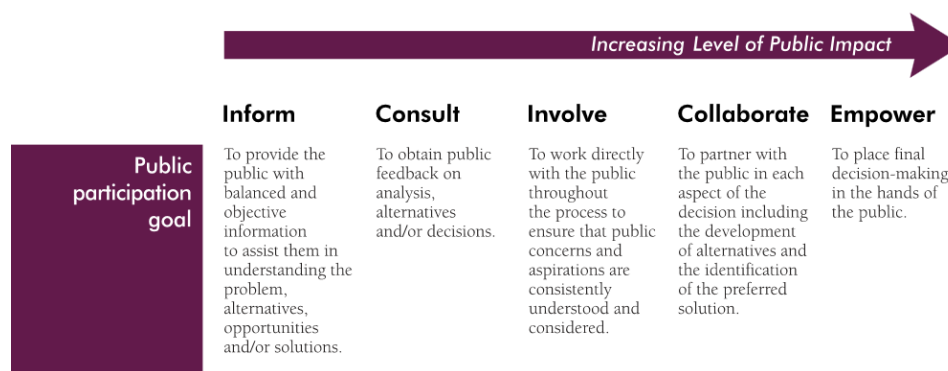 Increasing Level of Public Impact
Inform
Consult
Involve
Collaborate
Empower
Public
participation
goal
To provide the
public with
balanced and
objective
information
to assist them in
understanding the
problem,
alternatives,
opportunities
and/or solutions.
To obtain public
feedback on
analysis,
alternatives
and/or decisions.
To work directly
with the public
throughout
the process to
ensure that public
concerns and
aspirations are
consistently
understood and
considered.
To partner with
the public in each
aspect of the
decision including
the development
of alternatives and
the identification
of the preferred
solution.
To place final
decision-making
in the hands of
the public.